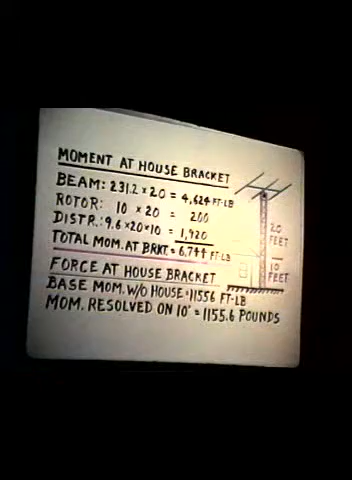 MOMENT AT HOUSE BRACKET
BEAM: 231.2 × 20 = 4,624 FT-LB
ROTOR: 10 × 20 = 200
DISTR.: 9.6 ×20×10 = 1,920
TOTAL MOM. AT BRKT. = 6,744 FT-LB
20 FEET
10 FEET
FORCE AT HOUSE BRACKET
BASE MOM. W/O HOUSE = 11556 FT-LB
MOM. RESOLVED ON 10' = 1155.6 POUNDS